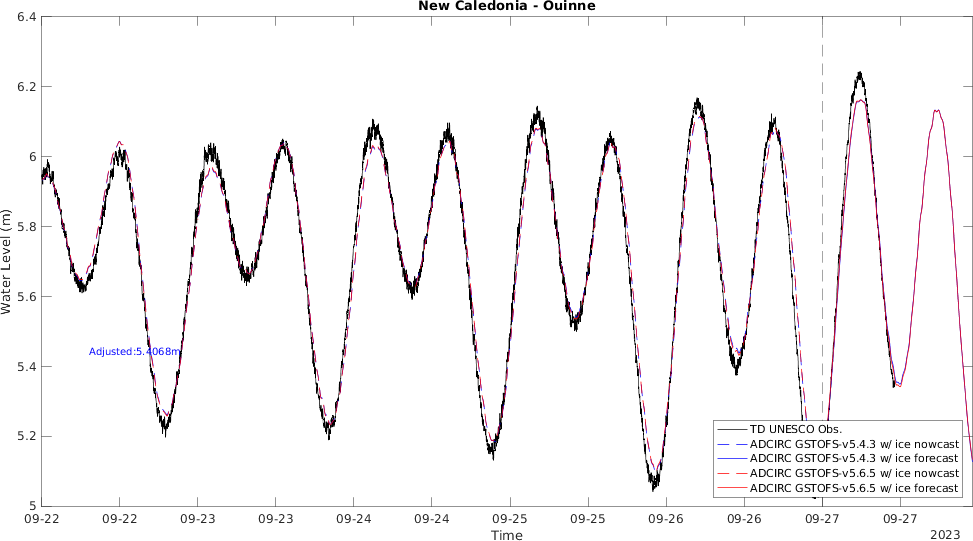 New Caledonia - Ouinne
6.4
6.2
6
5.8
5.6
5.4
5.2
5
Water Level (m)
Adjusted:5.4068m
TD UNESCO Obs.
ADCIRC GSTOFS-v5.4.3 w/ ice nowcast
ADCIRC GSTOFS-v5.4.3 w/ ice forecast
ADCIRC GSTOFS-v5.6.5 w/ ice nowcast
ADCIRC GSTOFS-v5.6.5 w/ ice forecast
09-22 09-22 09-23 09-23 09-24 09-24 09-25 09-25 09-26 09-26 09-27 09-27
Time
2023